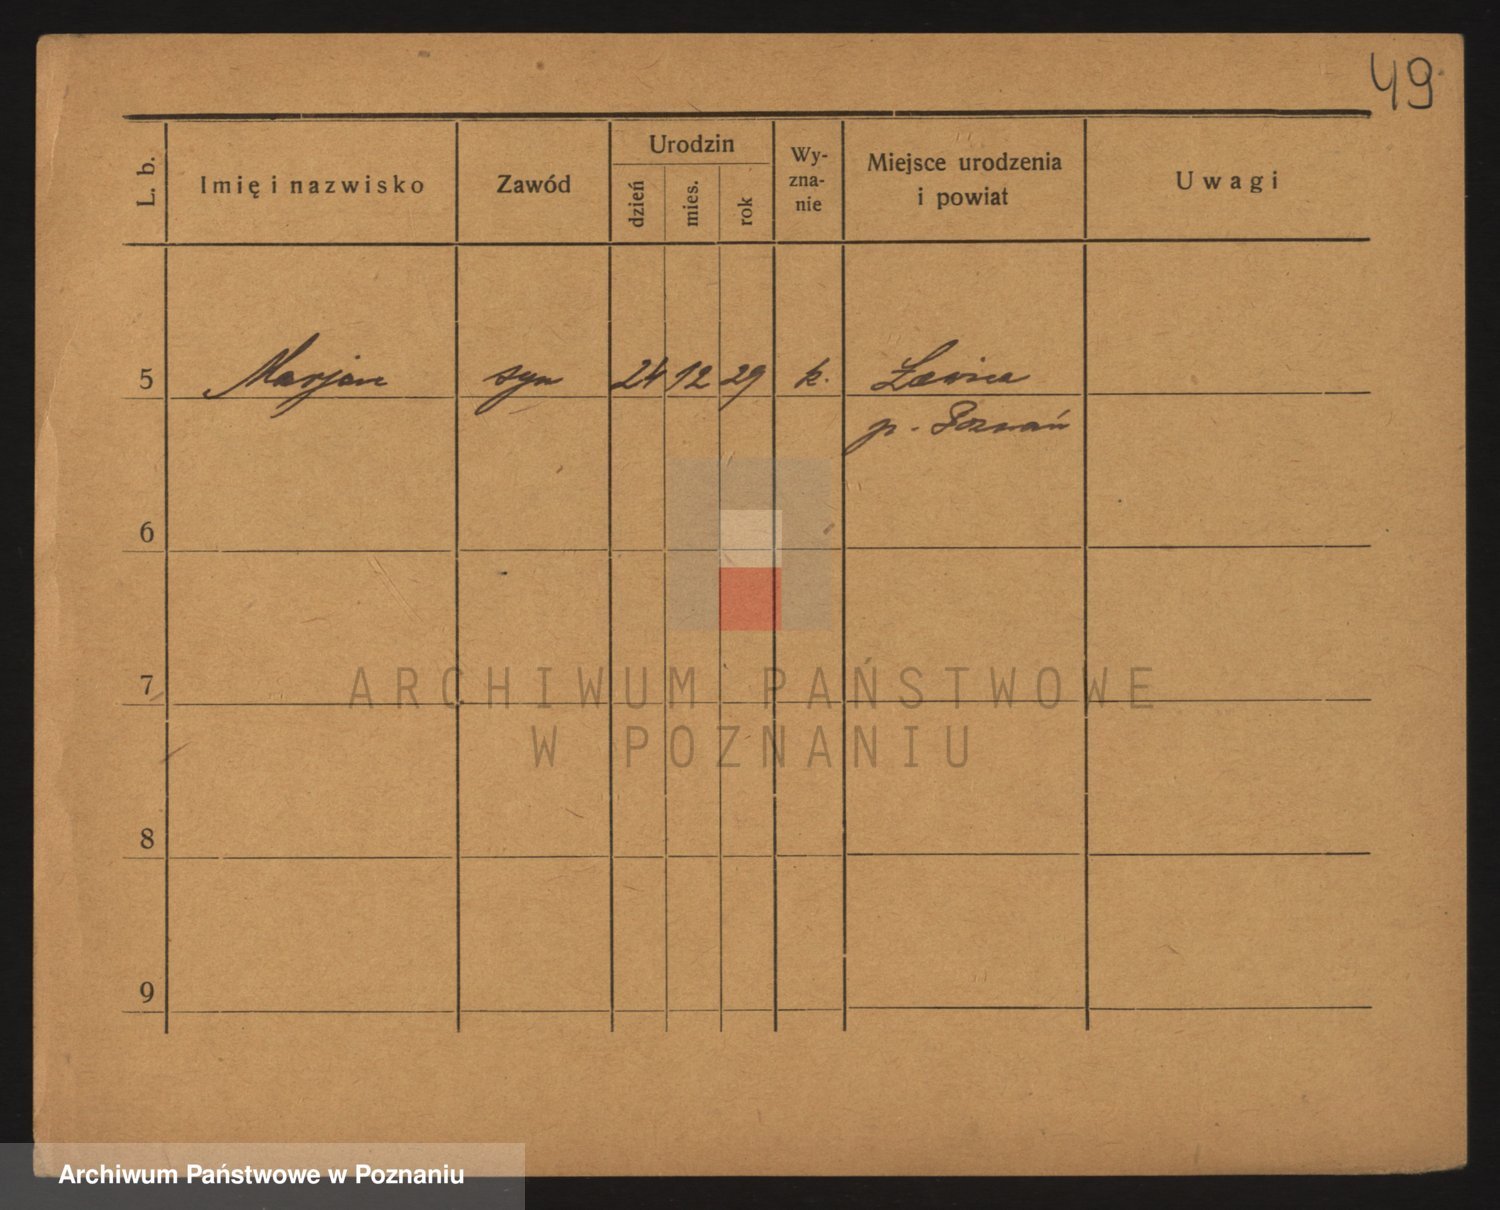 49
L. b.
Imię i nazwisko
Zawód
Urodzin
dzień
mies.
rok
Wy-
zna-
nie
Miejsce urodzenia
i powiat
Uwagi
5 Marjan syn 24 12 29 k. Ławica
p. Poznań
6
7
ARCHIWUM PAŃSTWOWE
W POZNANIU
8
9
Archiwum Państwowe w Poznaniu